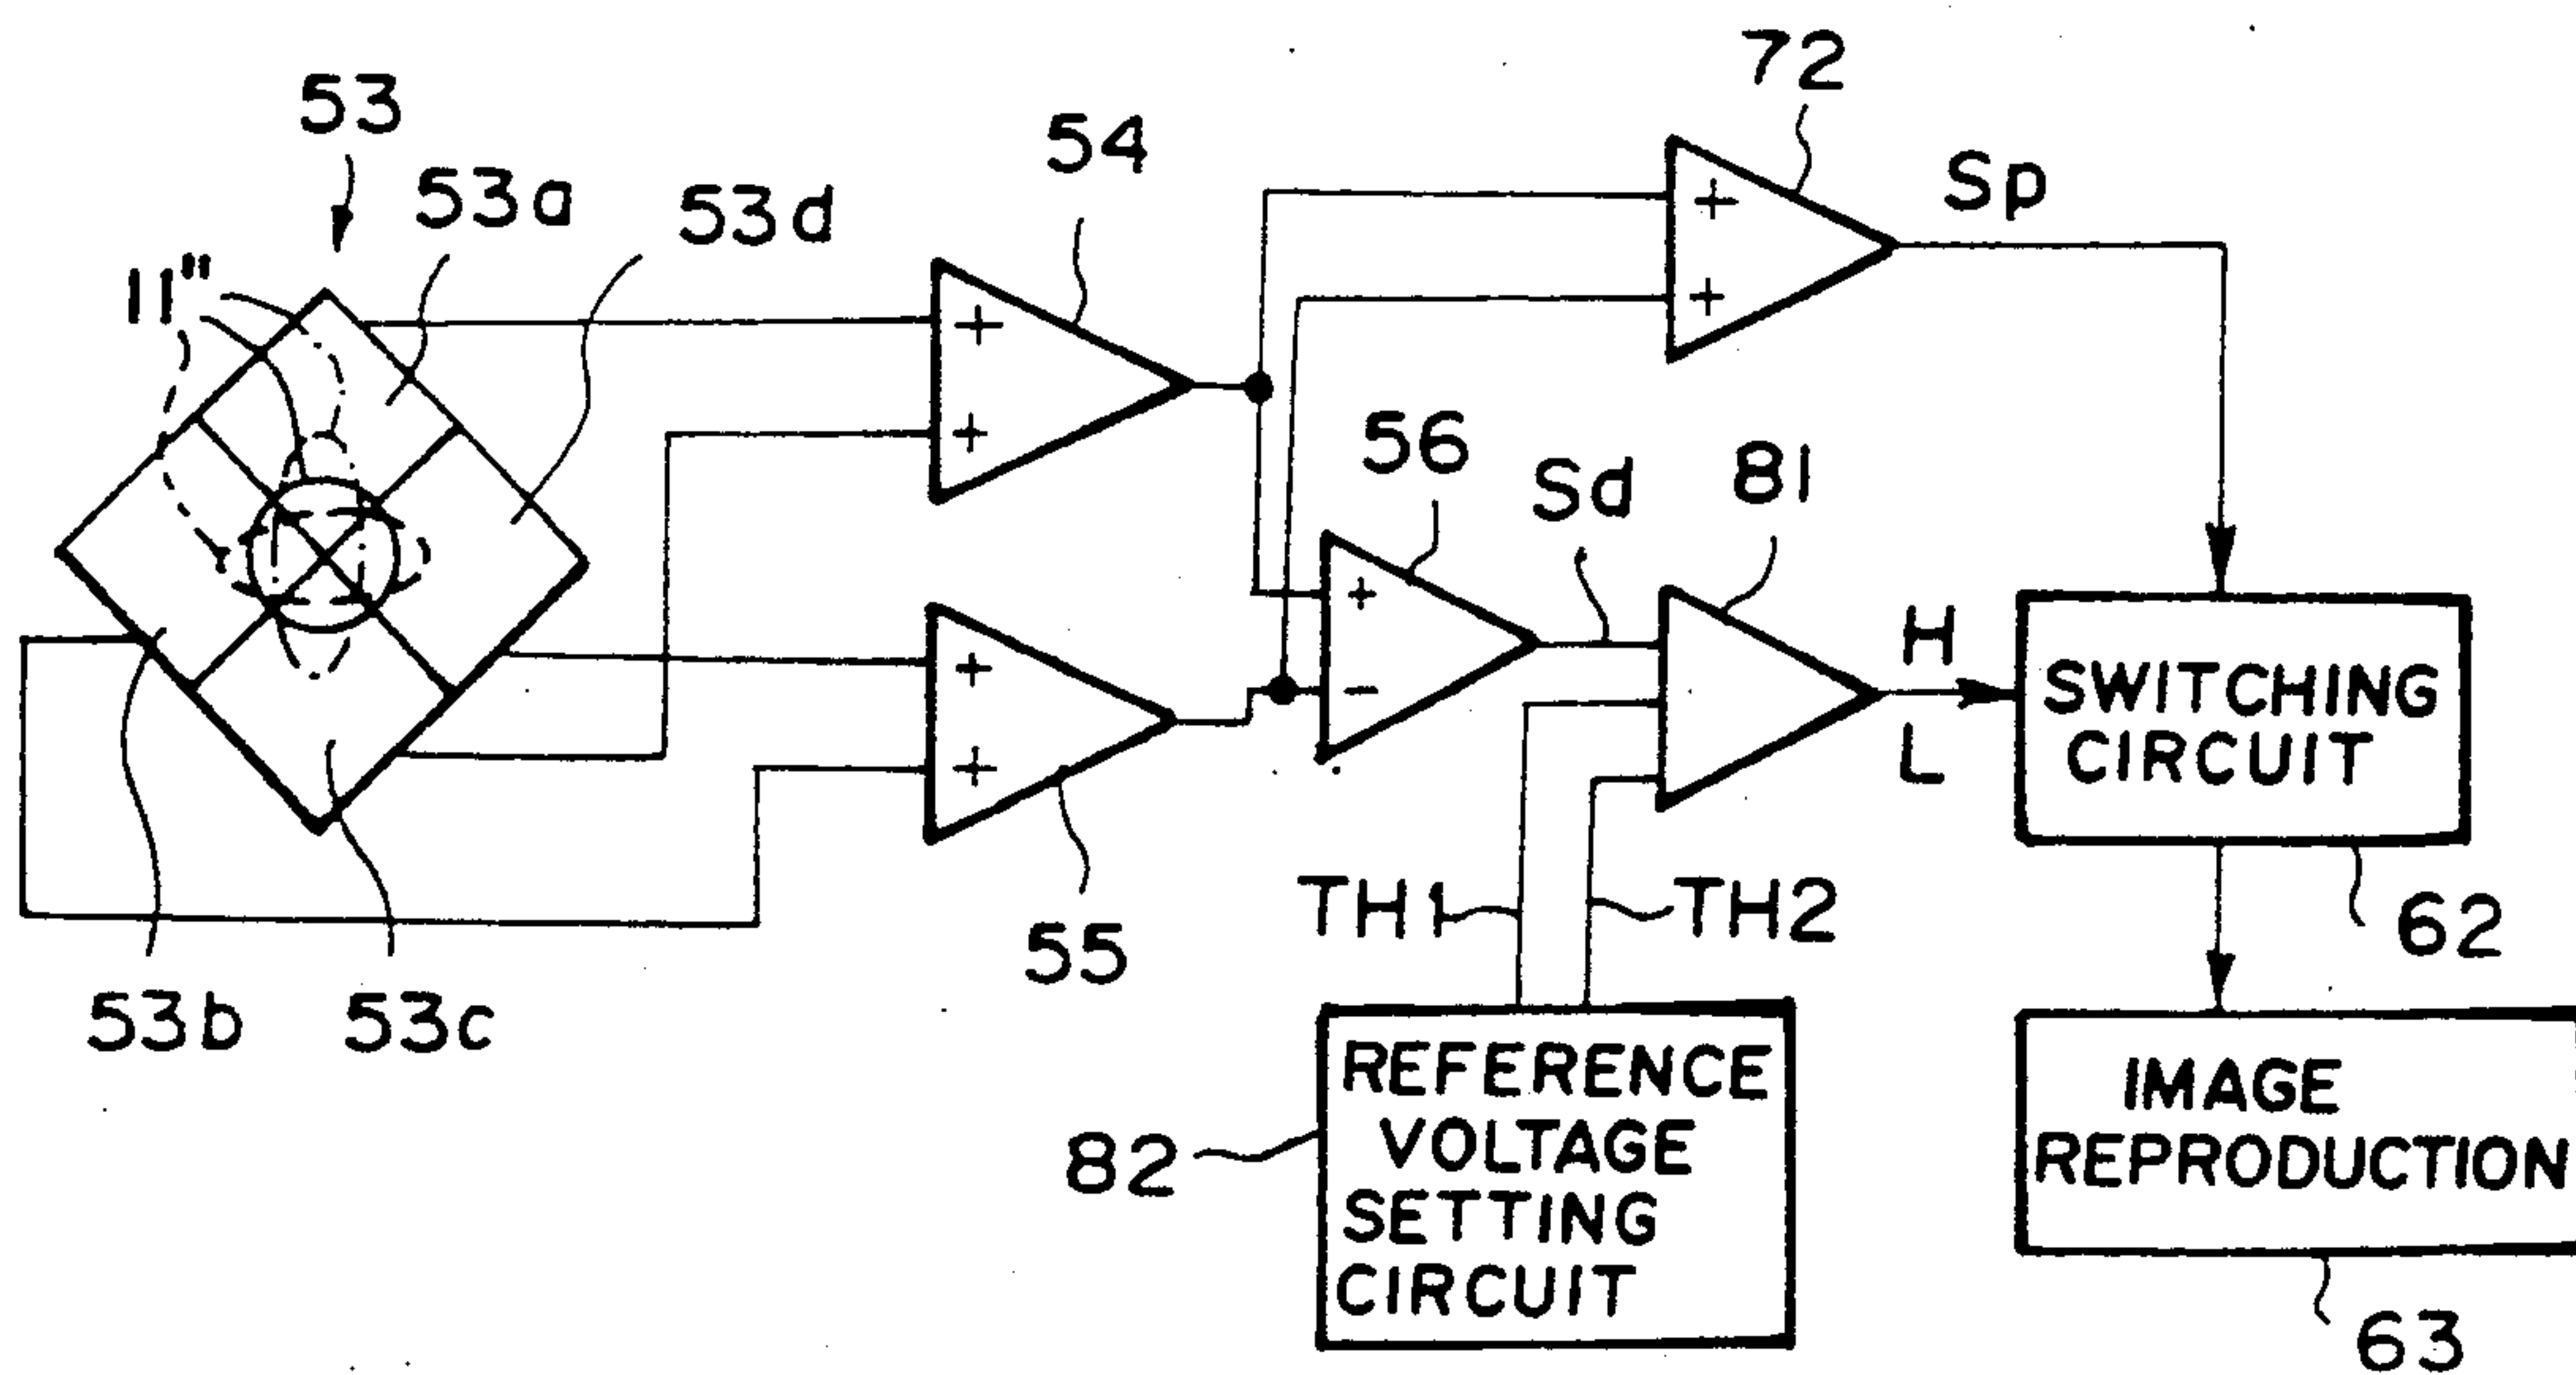 53
53a
53d
11"
54
72
Sp
+
+
+
+
56
Sd
81
+
-
+
+
H
L
SWITCHING
CIRCUIT
62
TH1
TH2
55
53b
53c
82
REFERENCE
VOLTAGE
SETTING
CIRCUIT
IMAGE
REPRODUCTION
63